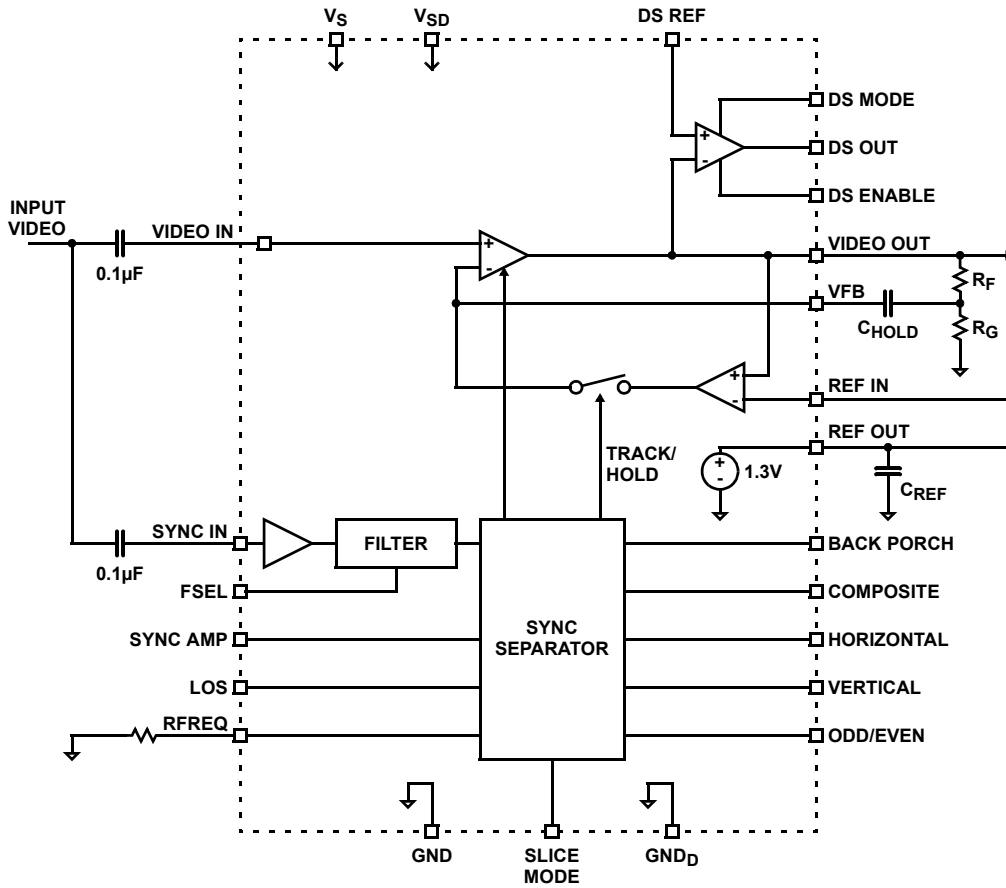 VS
VSD
DS REF
DS MODE
DS OUT
DS ENABLE
INPUT
VIDEO
VIDEO IN
0.1µF
+
-
+
-
VIDEO OUT
RF
VFB
CHOLD
RG
+
-
REF IN
REF OUT
TRACK/
HOLD
+
-
1.3V
CREF
SYNC IN
0.1µF
FILTER
BACK PORCH
FSEL
COMPOSITE
SYNC AMP
SYNC
SEPARATOR
HORIZONTAL
LOS
VERTICAL
RFREQ
ODD/EVEN
GND
SLICE
MODE
GNDD